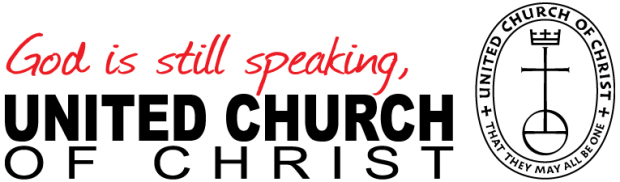 God is still speaking,
UNITED CHURCH
OF CHRIST
UNITED CHURCH OF CHRIST
THAT THEY MAY ALL BE ONE